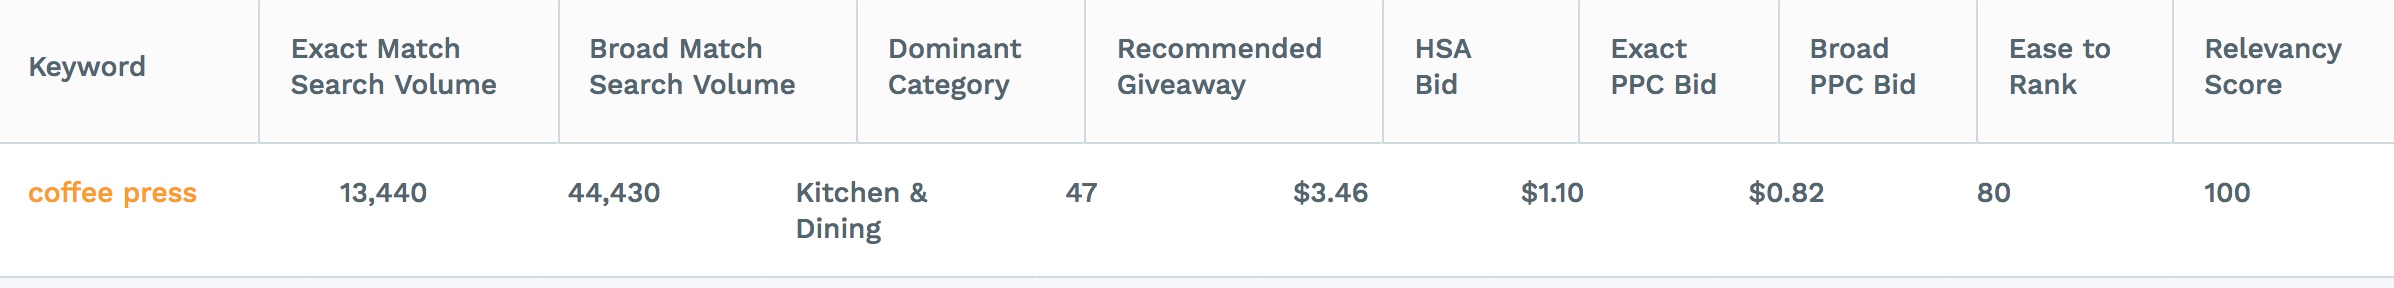 Keyword
Exact Match
Search Volume
Broad Match
Search Volume
Dominant
Category
Recommended
Giveaway
HSA
Bid
Exact
PPC Bid
Broad
PPC Bid
Ease to
Rank
Relevancy
Score
coffee press
13,440
44,430
Kitchen &
Dining
47
$3.46
$1.10
$0.82
80
100